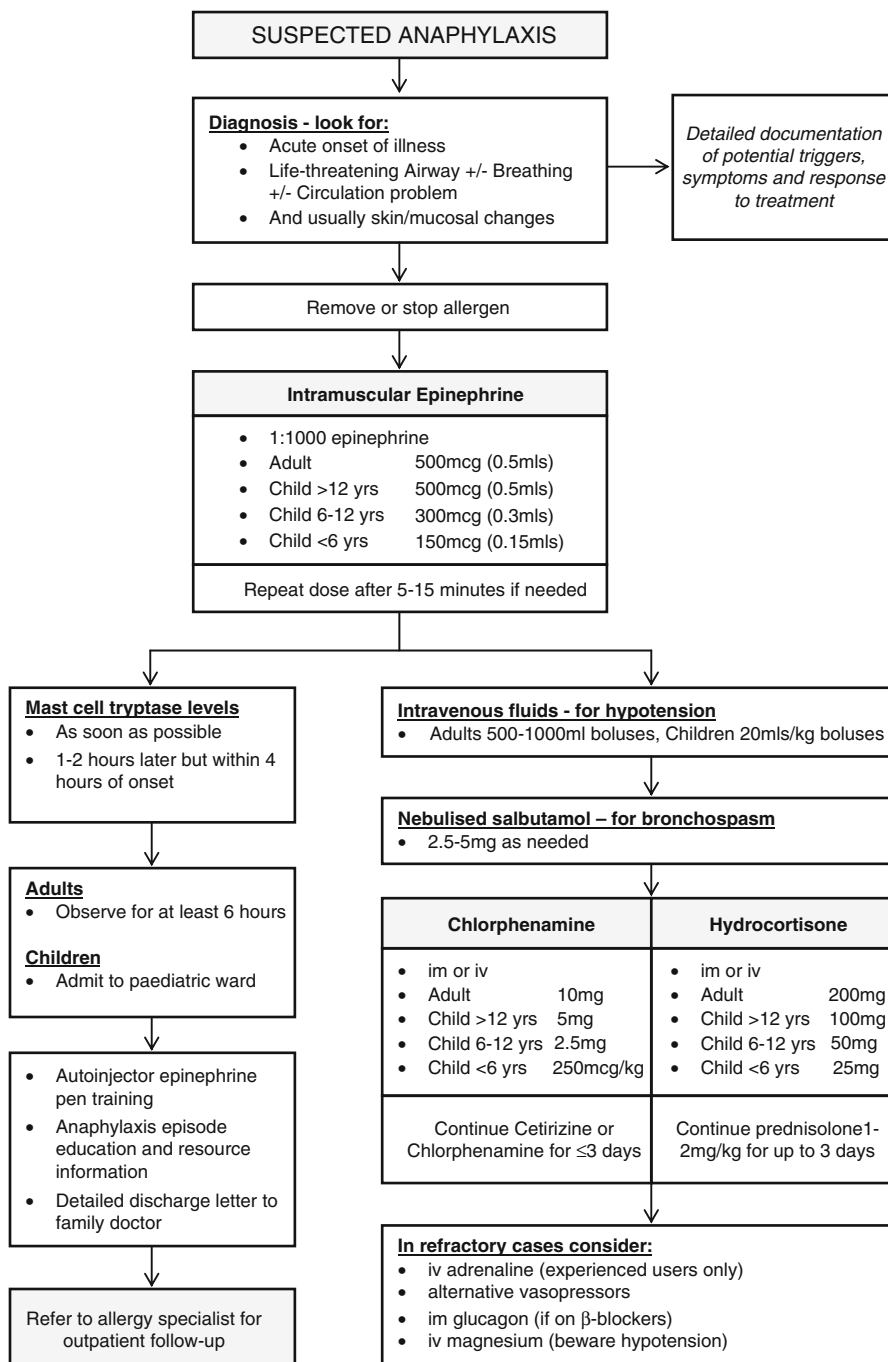 SUSPECTED ANAPHYLAXIS
Diagnosis - look for:
• Acute onset of illness
• Life-threatening Airway +/- Breathing
+/- Circulation problem
• And usually skin/mucosal changes
Detailed documentation
of potential triggers,
symptoms and response
to treatment
Remove or stop allergen
Intramuscular Epinephrine
• 1:1000 epinephrine
• Adult 500mcg (0.5mls)
• Child >12 yrs 500mcg (0.5mls)
• Child 6-12 yrs 300mcg (0.3mls)
• Child <6 yrs 150mcg (0.15mls)
Repeat dose after 5-15 minutes if needed
Mast cell tryptase levels
• As soon as possible
• 1-2 hours later but within 4
hours of onset
Adults
• Observe for at least 6 hours
Children
• Admit to paediatric ward
• Autoinjector epinephrine
pen training
• Anaphylaxis episode
education and resource
information
• Detailed discharge letter to
family doctor
Refer to allergy specialist for
outpatient follow-up
Intravenous fluids - for hypotension
• Adults 500-1000ml boluses, Children 20mls/kg boluses
Nebulised salbutamol – for bronchospasm
• 2.5-5mg as needed
Chlorphenamine
• im or iv
• Adult 10mg
• Child >12 yrs 5mg
• Child 6-12 yrs 2.5mg
• Child <6 yrs 250mcg/kg
Continue Cetirizine or
Chlorphenamine for ≤3 days
Hydrocortisone
• im or iv
• Adult 200mg
• Child >12 yrs 100mg
• Child 6-12 yrs 50mg
• Child <6 yrs 25mg
Continue prednisolone1-
2mg/kg for up to 3 days
In refractory cases consider:
• iv adrenaline (experienced users only)
• alternative vasopressors
• im glucagon (if on β-blockers)
• iv magnesium (beware hypotension)